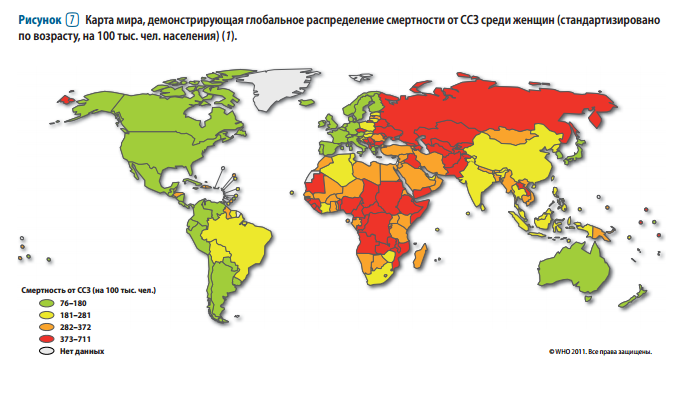 Рисунок 7 Карта мира, демонстрирующая глобальное распределение смертности от ССЗ среди женщин (стандартизировано
по возрасту, на 100 тыс. чел. населения) (1).
Смертность от ССЗ (на 100 тыс. чел.)
76–180
181–281
282–372
373–711
Нет данных
© WHO 2011. Все права защищены.